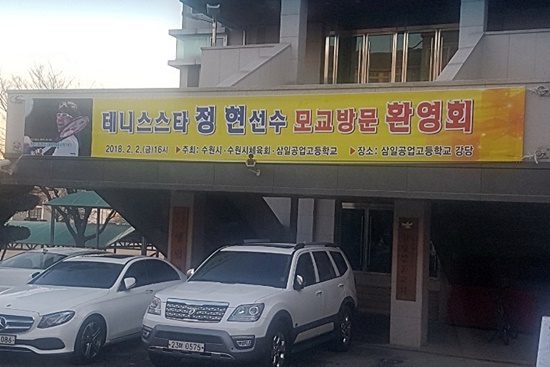 테니스스타 정 현 선수 모교방문 환영회
2018. 2. 2.(금)16시 ▶주최: 수원시·수원시체육회·삼일공업고등학교 ▶장소: 삼일공업고등학교 강당
086
0575